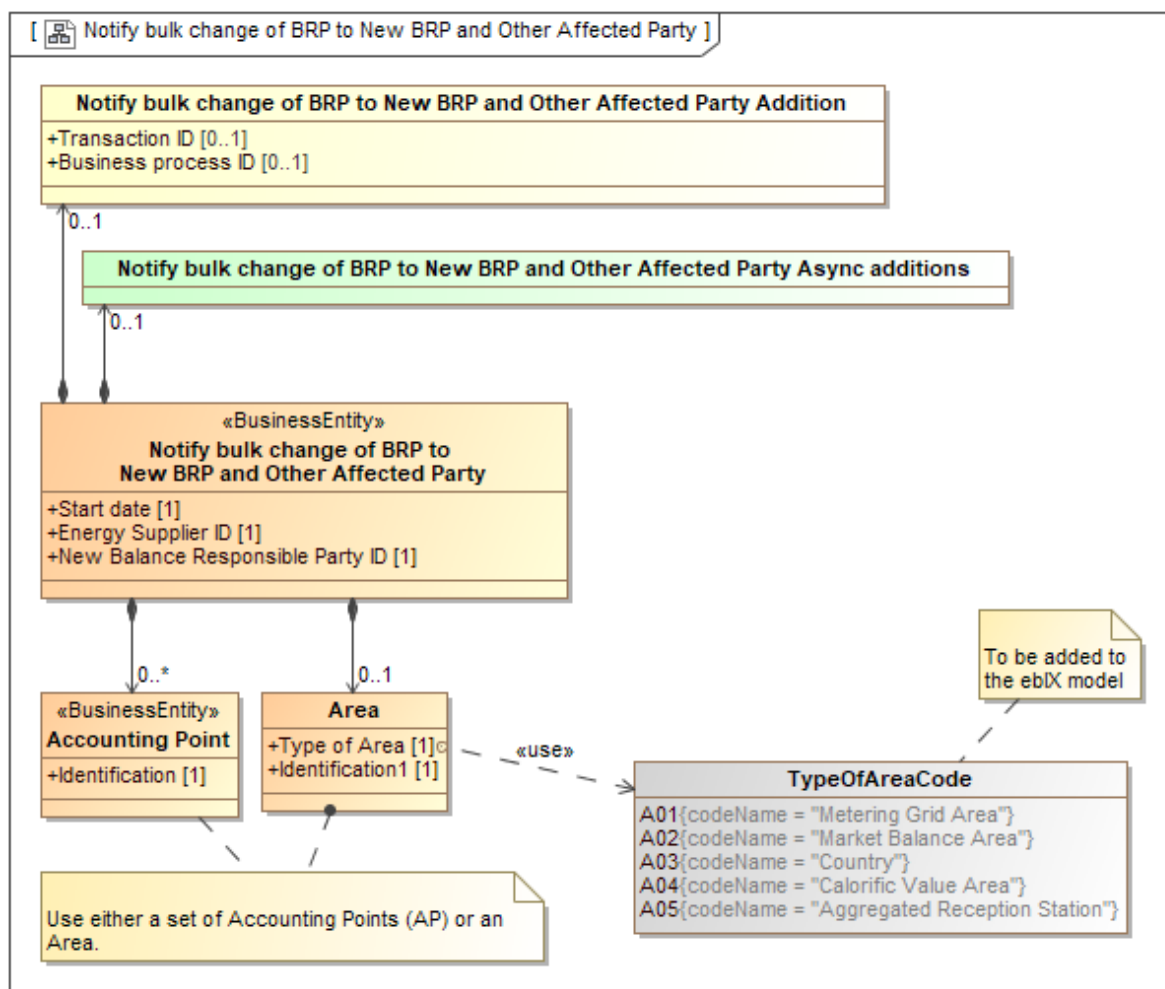 [ Notify bulk change of BRP to New BRP and Other Affected Party ]
Notify bulk change of BRP to New BRP and Other Affected Party Addition
+Transaction ID [0..1]
+Business process ID [0..1]
0..1
Notify bulk change of BRP to New BRP and Other Affected Party Async additions
0..1
«BusinessEntity»
Notify bulk change of BRP to
New BRP and Other Affected Party
+Start date [1]
+Energy Supplier ID [1]
+New Balance Responsible Party ID [1]
0..*
0..1
«BusinessEntity»
Accounting Point
+Identification [1]
Area
+Type of Area [1]
+Identification1 [1]
«use»
To be added to
the ebIX model
TypeOfAreaCode
A01{codeName = "Metering Grid Area"}
A02{codeName = "Market Balance Area"}
A03{codeName = "Country"}
A04{codeName = "Calorific Value Area"}
A05{codeName = "Aggregated Reception Station"}
Use either a set of Accounting Points (AP) or an
Area.